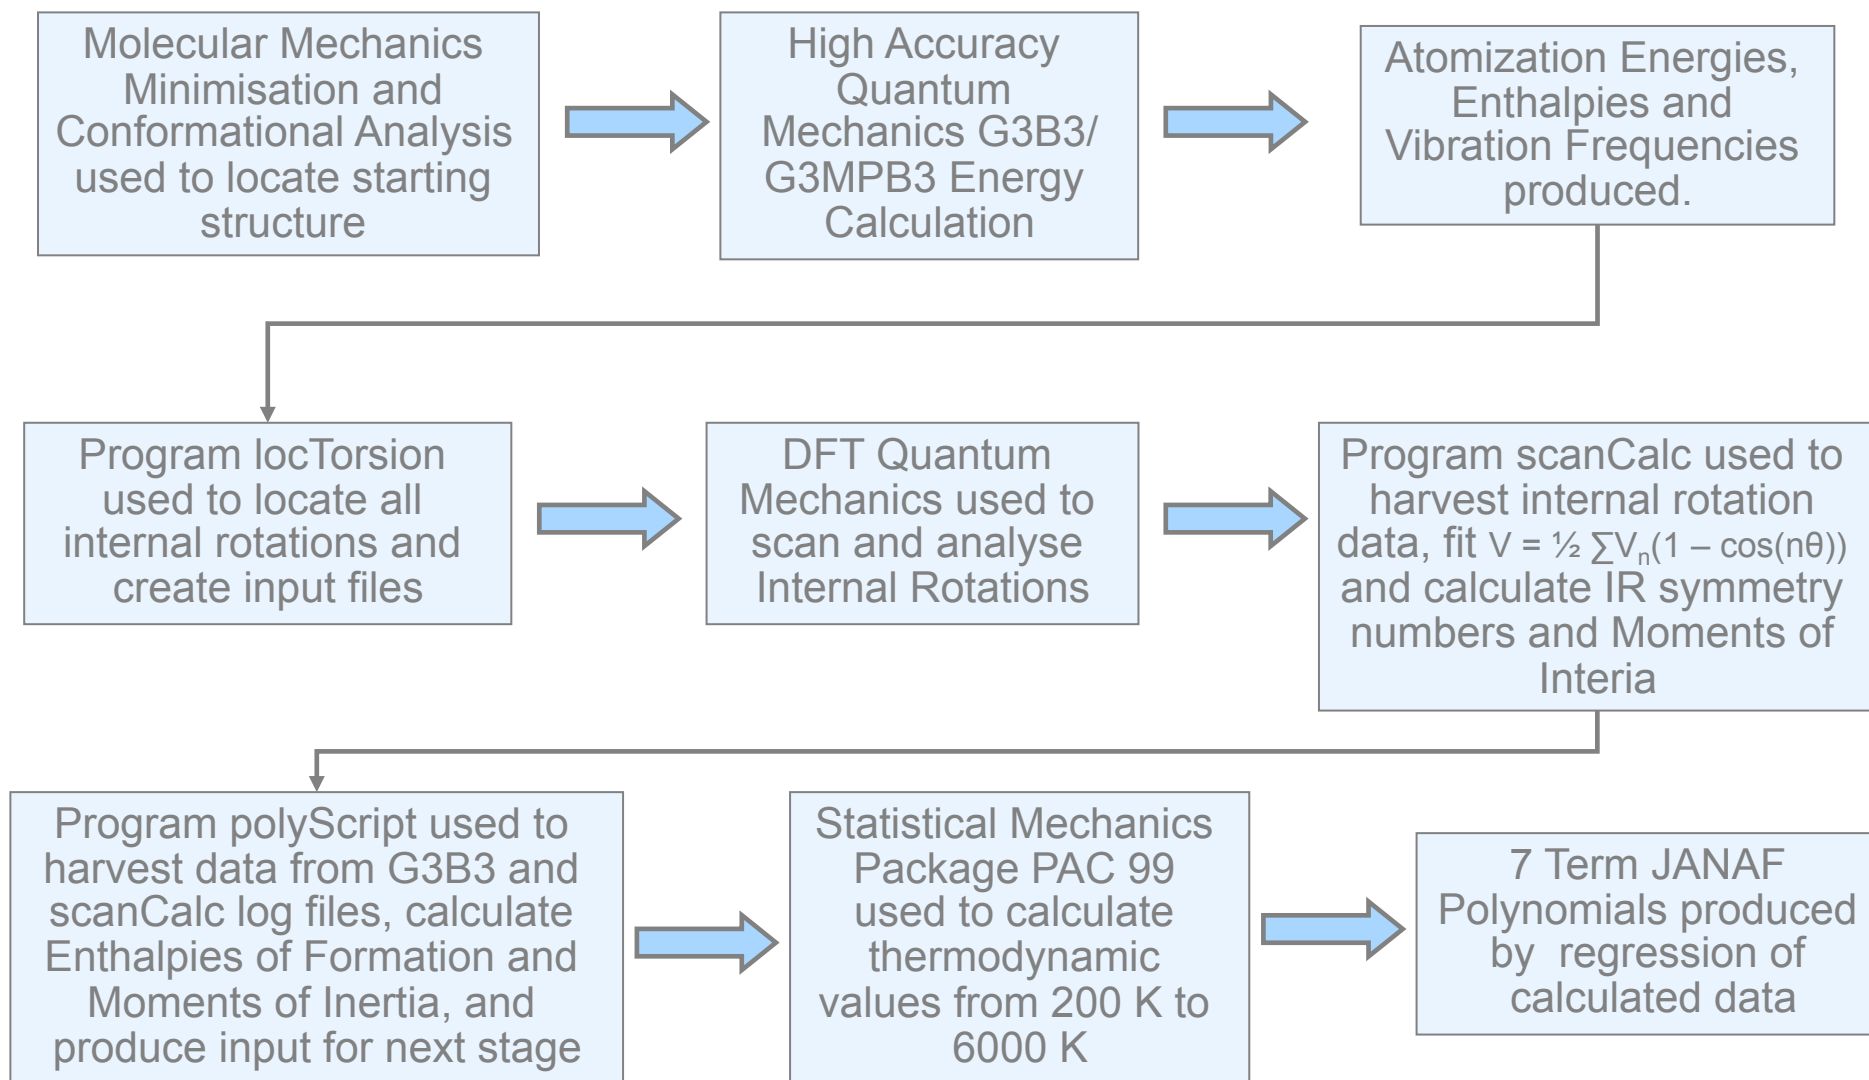 Molecular Mechanics
Minimisation and
Conformational Analysis
used to locate starting
structure
High Accuracy
Quantum
Mechanics G3B3/
G3MPB3 Energy
Calculation
Atomization Energies,
Enthalpies and
Vibration Frequencies
produced.
Program locTorsion
used to locate all
internal rotations and
create input files
DFT Quantum
Mechanics used to
scan and analyse
Internal Rotations
Program scanCalc used to
harvest internal rotation
data, fit V = ½ ∑Vₙ(1 – cos(nθ))
and calculate IR symmetry
numbers and Moments of
Interia
Program polyScript used to
harvest data from G3B3 and
scanCalc log files, calculate
Enthalpies of Formation and
Moments of Inertia, and
produce input for next stage
Statistical Mechanics
Package PAC 99
used to calculate
thermodynamic
values from 200 K to
6000 K
7 Term JANAF
Polynomials produced
by regression of
calculated data